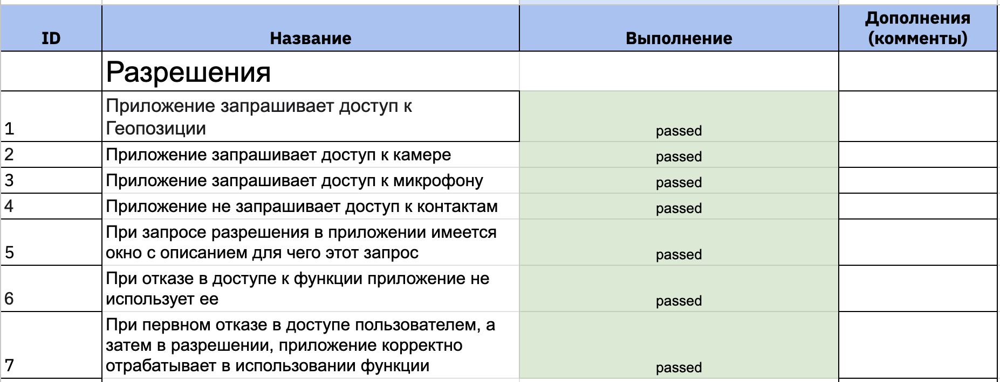 ID Название Выполнение Дополнения
(комменты)
Разрешения
Приложение запрашивает доступ к
Геопозиции
1 passed
2 Приложение запрашивает доступ к камере passed
3 Приложение запрашивает доступ к микрофону passed
4 Приложение не запрашивает доступ к контактам passed
При запросе разрешения в приложении имеется
5 окно с описанием для чего этот запрос passed
При отказе в доступе к функции приложение не
6 использует ее passed
При первном отказе в доступе пользователем, а
затем в разрешении, приложение корректно
7 отрабатывает в использовании функции passed